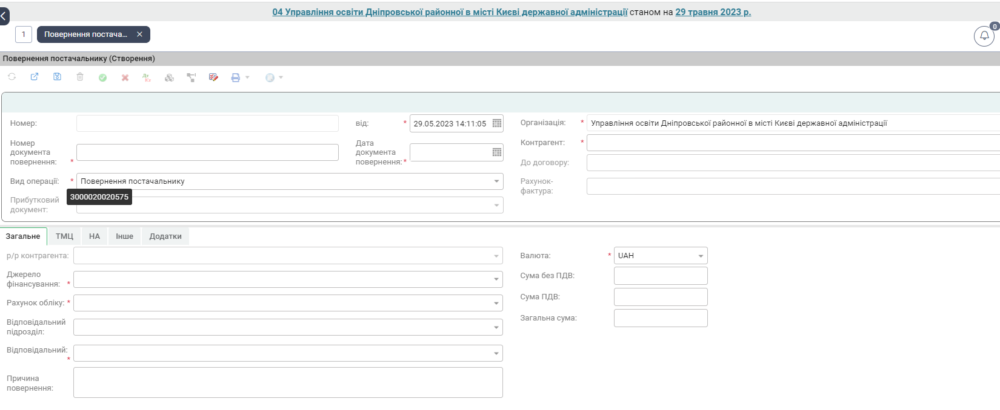 04 Управління освіти Дніпровської районної в місті Києві державної адміністрації станом на 29 травня 2023 р.
1
Повернення постача...
0
Повернення постачальнику (Створення)
Дт
Кт
Номер:
від: * 29.05.2023 14:11:05
Організація: * Управління освіти Дніпровської районної в місті Києві державної адміністрації
Номер
документа
повернення: *
Дата
документа
повернення: *
Контрагент: *
До договору:
Вид операції: * Повернення постачальнику
Рахунок-
фактура:
3000020020575
Прибутковий
документ:
Загальне ТМЦ НА Інше Додатки
р/р контрагента:
Валюта: * UAH
Джерело
фінансування: *
Сума без ПДВ:
Рахунок обліку: *
Сума ПДВ:
Відповідальний
підрозділ:
Загальна сума:
Відповідальний:
*
Причина
повернення: